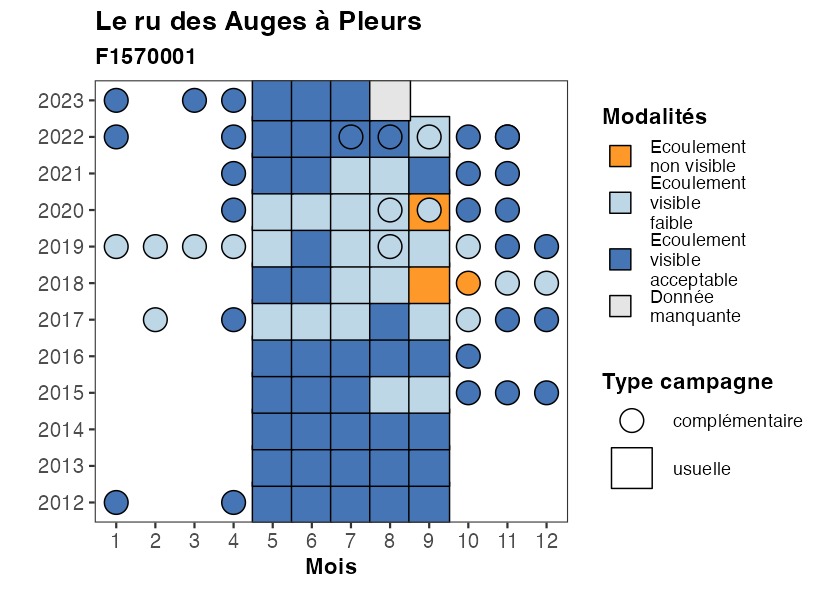 Le ru des Auges à Pleurs
F1570001
2023
2022
2021
2020
2019
2018
2017
2016
2015
2014
2013
2012
1 2 3 4 5 6 7 8 9 10 11 12
Mois
Modalités
Ecoulement
non visible
Ecoulement
visible
faible
Ecoulement
visible
acceptable
Donnée
manquante
Type campagne
complémentaire
usuelle